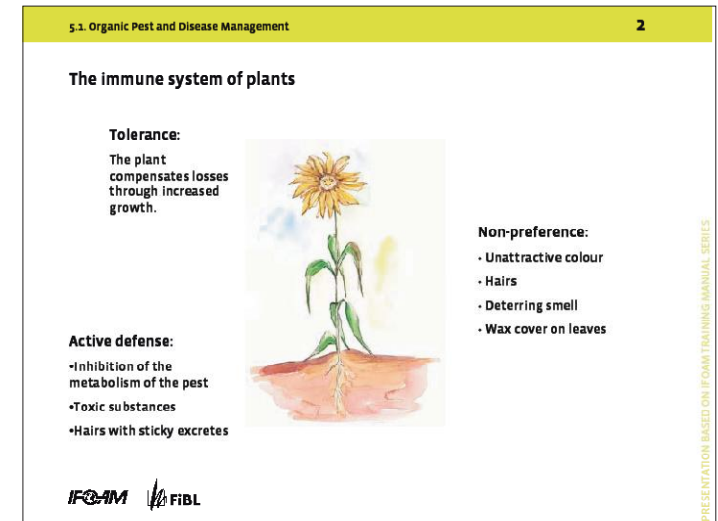 5.1. Organic Pest and Disease Management
2
The immune system of plants
Tolerance:
The plant
compensates losses
through increased
growth.
Non-preference:
• Unattractive colour
• Hairs
• Deterring smell
• Wax cover on leaves
Active defense:
•Inhibition of the
metabolism of the pest
•Toxic substances
•Hairs with sticky excretes
IFOAM
FiBL
PRESENTATION BASED ON IFOAM TRAINING MANUAL SERIES